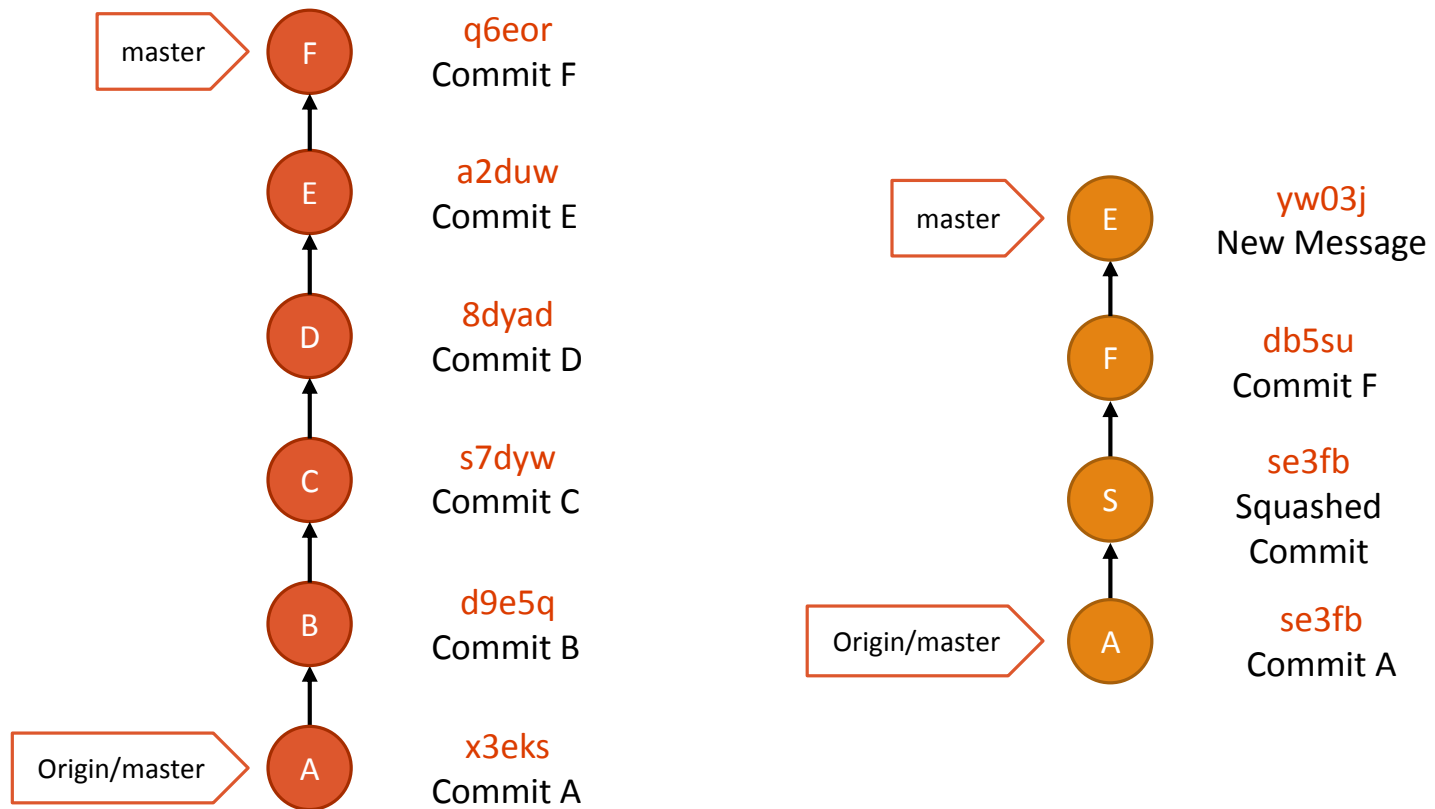 master
F
q6eor
Commit F
E
a2duw
Commit E
D
8dyad
Commit D
C
s7dyw
Commit C
B
d9e5q
Commit B
Origin/master
A
x3eks
Commit A
master
E
yw03j
New Message
F
db5su
Commit F
S
se3fb
Squashed
Commit
Origin/master
A
se3fb
Commit A